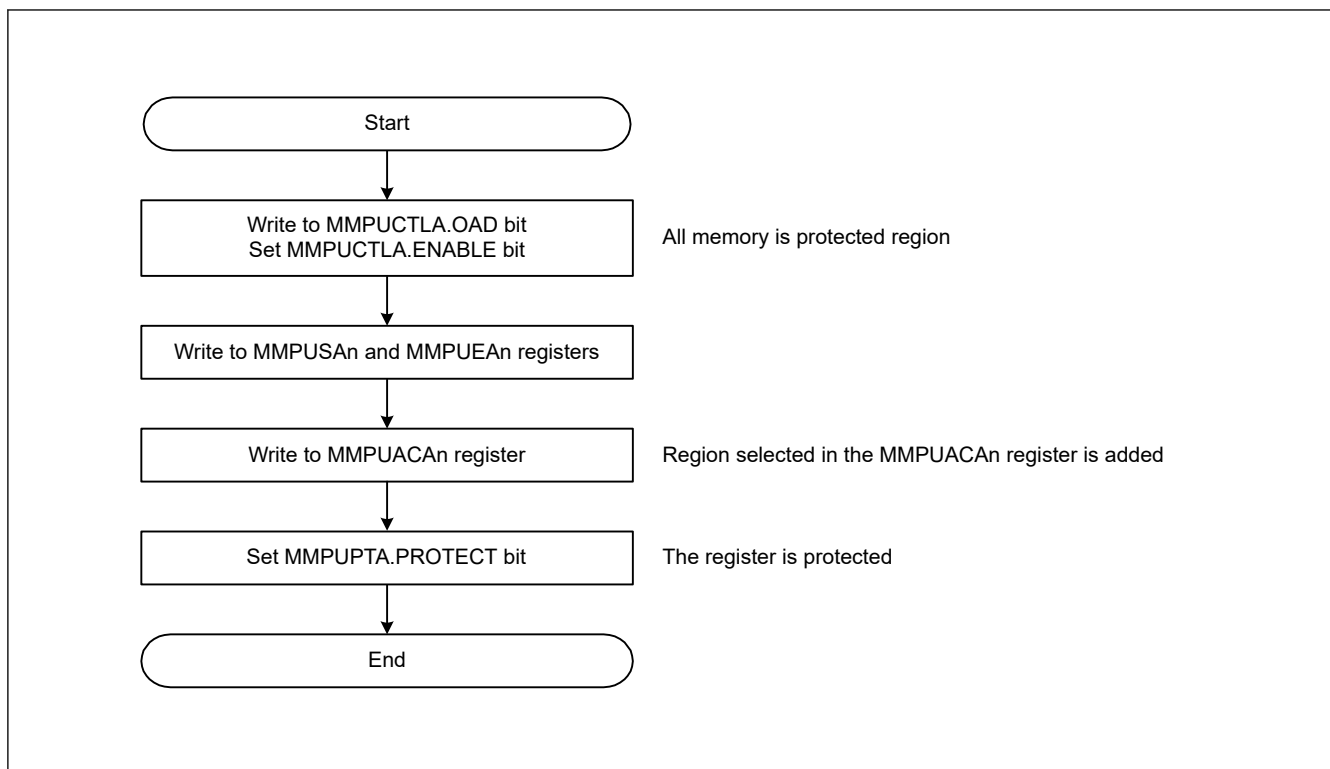 Start
Write to MMPUCTLA.OAD bit
Set MMPUCTLA.ENABLE bit
All memory is protected region
Write to MMPUSAn and MMPUEAn registers
Write to MMPUACAn register
Region selected in the MMPUACAn register is added
Set MMPUPTA.PROTECT bit
The register is protected
End